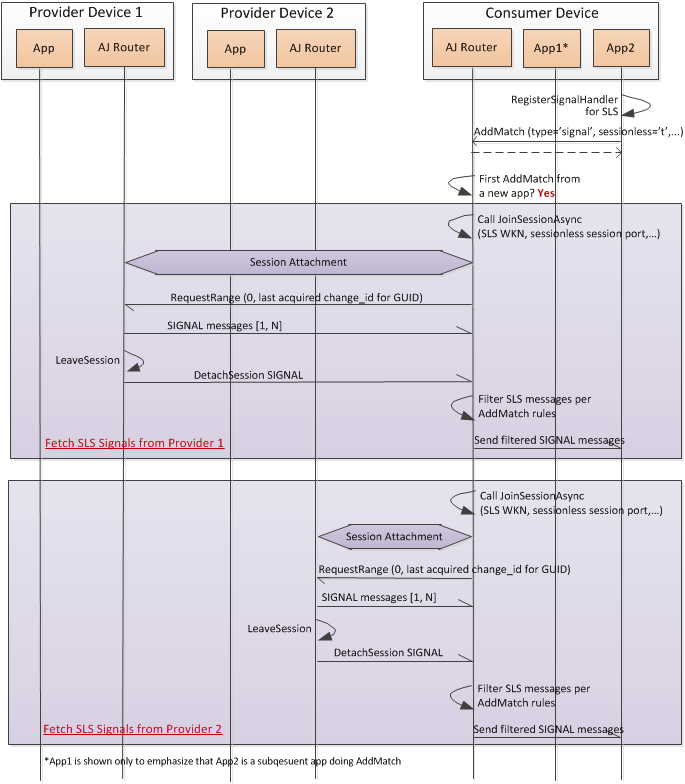 Provider Device 1
Provider Device 2
Consumer Device
App
AJ Router
App
AJ Router
AJ Router
App1*
App2
RegisterSignalHandler
for SLS
AddMatch (type='signal', sessionless='t',...)
First AddMatch from
a new app? Yes
Call JoinSessionAsync
(SLS WKN, sessionless session port,...)
Session Attachment
RequestRange (0, last acquired change_id for GUID)
SIGNAL messages [1, N]
LeaveSession
DetachSession SIGNAL
Filter SLS messages per
AddMatch rules
Fetch SLS Signals from Provider 1
Send filtered SIGNAL messages
Call JoinSessionAsync
(SLS WKN, sessionless session port,...)
Session Attachment
RequestRange (0, last acquired change_id for GUID)
SIGNAL messages [1, N]
LeaveSession
DetachSession SIGNAL
Filter SLS messages per
AddMatch rules
Fetch SLS Signals from Provider 2
Send filtered SIGNAL messages
*App1 is shown only to emphasize that App2 is a subqesuent app doing AddMatch